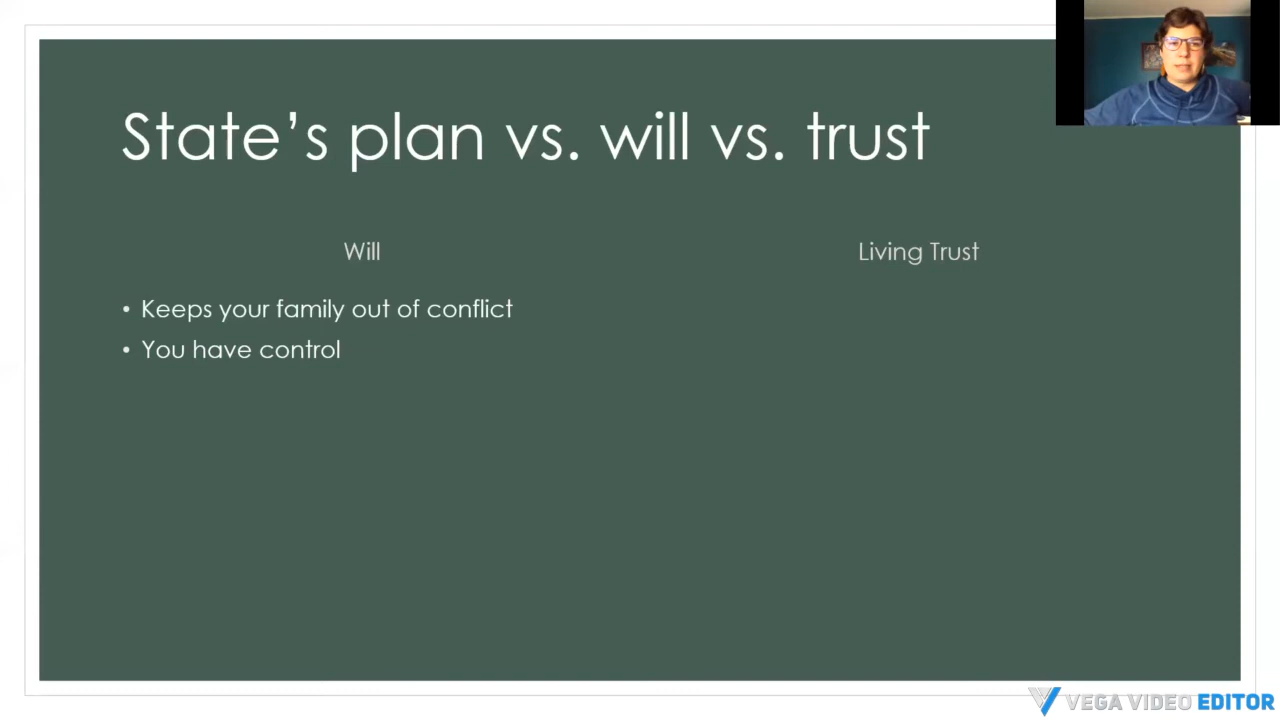 State’s plan vs. will vs. trust
Will
Living Trust
• Keeps your family out of conflict
• You have control
VEGA VIDEO EDITOR